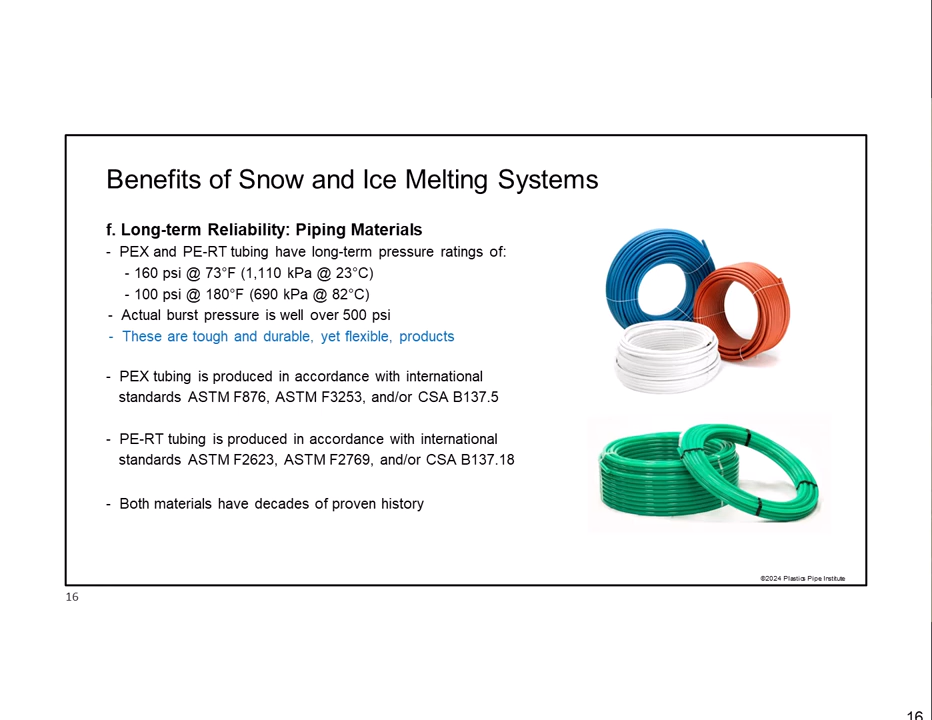 Benefits of Snow and Ice Melting Systems
f. Long-term Reliability: Piping Materials
- PEX and PE-RT tubing have long-term pressure ratings of:
- 160 psi @ 73°F (1,110 kPa @ 23°C)
- 100 psi @ 180°F (690 kPa @ 82°C)
- Actual burst pressure is well over 500 psi
- These are tough and durable, yet flexible, products
- PEX tubing is produced in accordance with international
standards ASTM F876, ASTM F3253, and/or CSA B137.5
- PE-RT tubing is produced in accordance with international
standards ASTM F2623, ASTM F2769, and/or CSA B137.18
- Both materials have decades of proven history
©2024 Plastics Pipe Institute
16
16